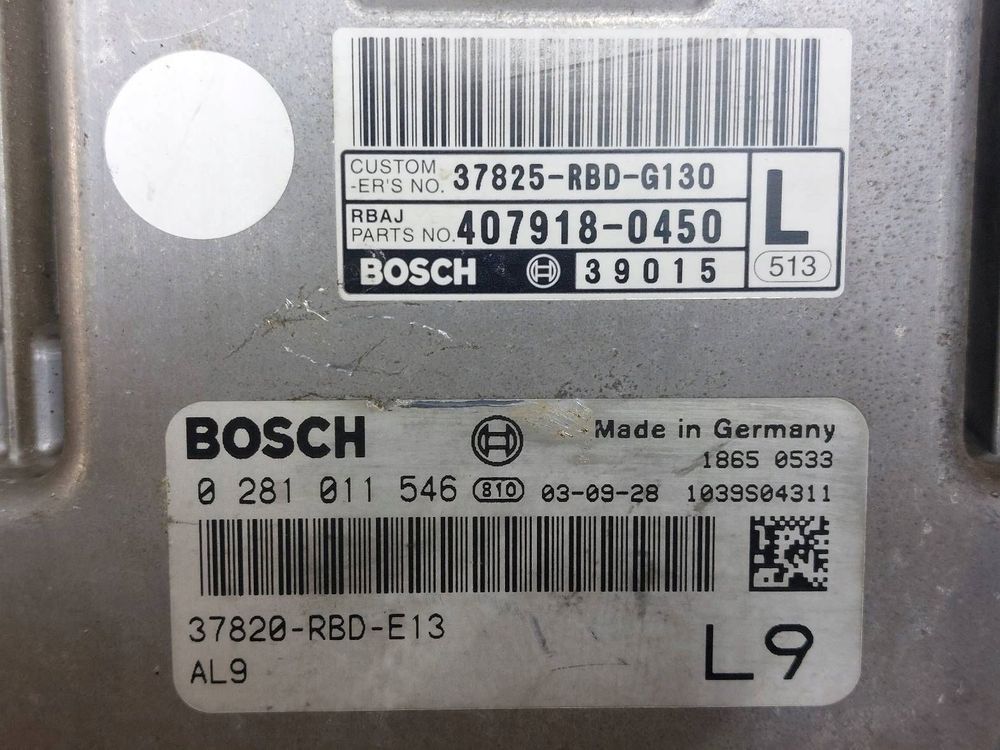 CUSTOM
-ER'S NO. 37825-RBD-G130
L
RBAJ
PARTS NO. 407918-0450
BOSCH 39015 513
BOSCH Made in Germany
1865 0533
0 281 011 546 810 03-09-28 1039S04311
37820-RBD-E13
AL9
L9